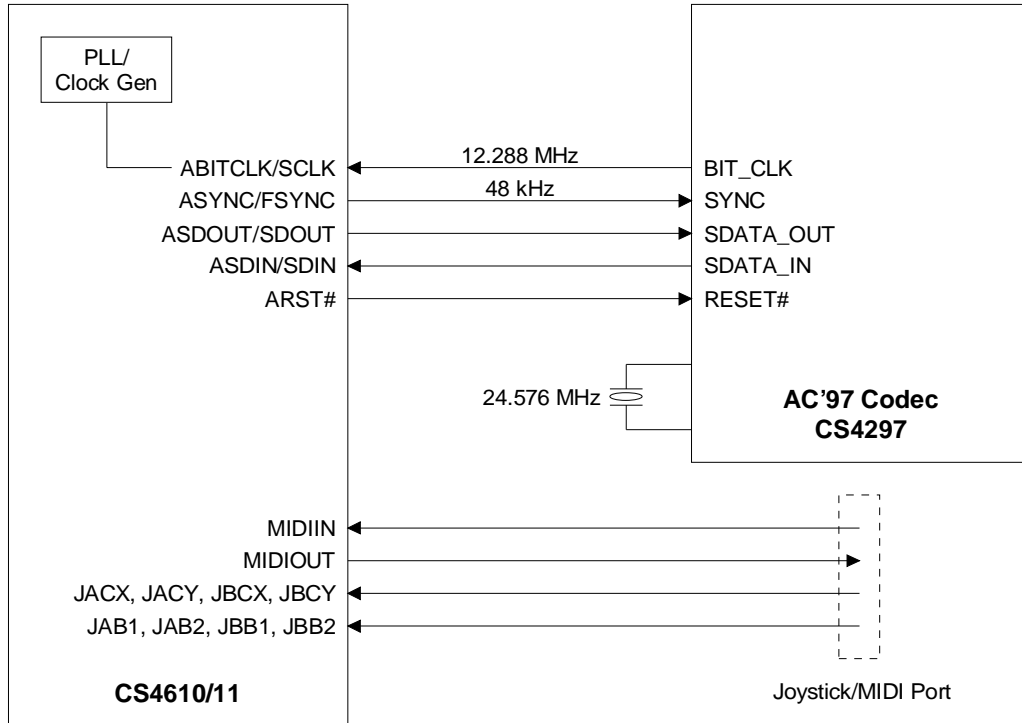 PLL/
Clock Gen
ABITCLK/SCLK
12.288 MHz
BIT_CLK
ASYNC/FSYNC
48 kHz
SYNC
ASDOUT/SDOUT
SDATA_OUT
ASDIN/SDIN
SDATA_IN
ARST#
RESET#
24.576 MHz
AC'97 Codec
CS4297
MIDIIN
MIDIOUT
JACX, JACY, JBCX, JBCY
JAB1, JAB2, JBB1, JBB2
CS4610/11
Joystick/MIDI Port